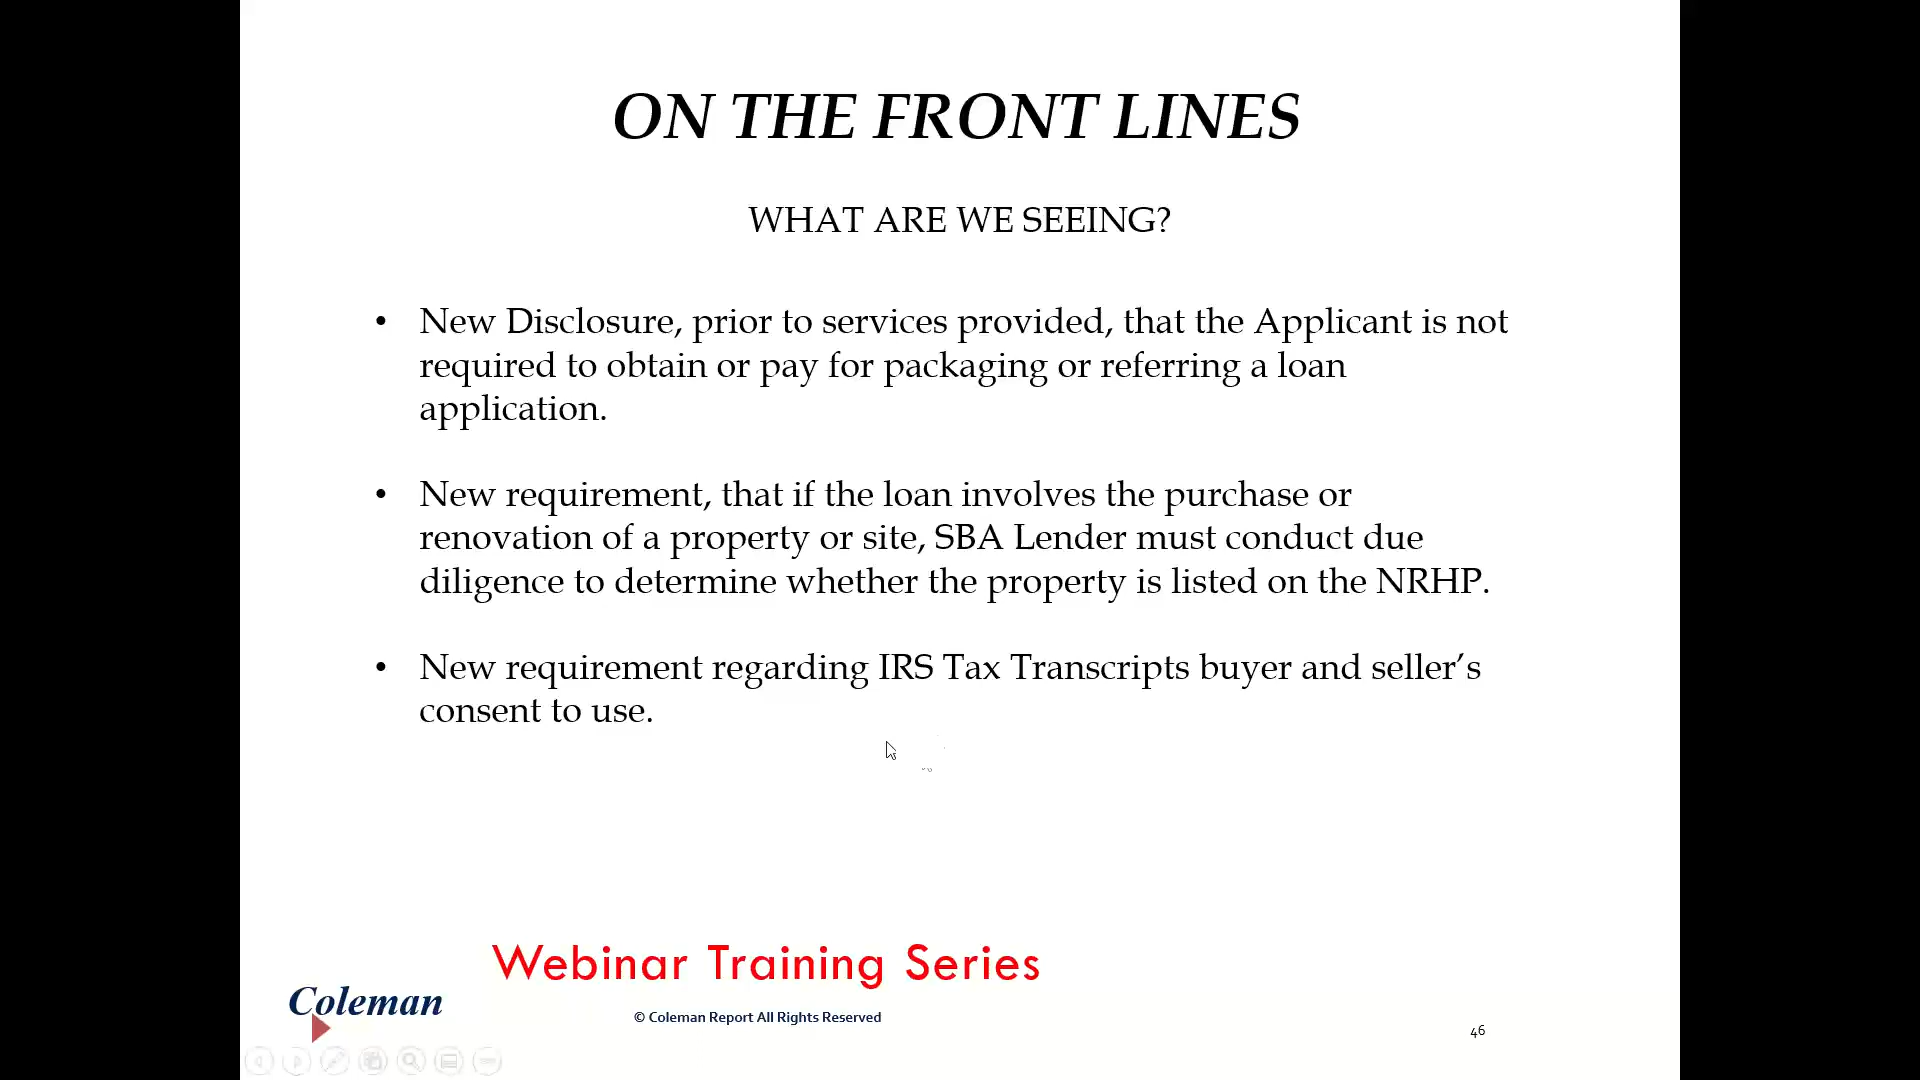 ON THE FRONT LINES
WHAT ARE WE SEEING?
• New Disclosure, prior to services provided, that the Applicant is not
required to obtain or pay for packaging or referring a loan
application.
• New requirement, that if the loan involves the purchase or
renovation of a property or site, SBA Lender must conduct due
diligence to determine whether the property is listed on the NRHP.
• New requirement regarding IRS Tax Transcripts buyer and seller’s
consent to use.
Webinar Training Series
Coleman
© Coleman Report All Rights Reserved
46